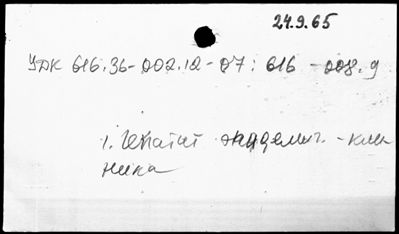 24.9.65
УДК 616.36-002.12-07: 616-008.9
1. Гепатит эпидемич. - кли
ника